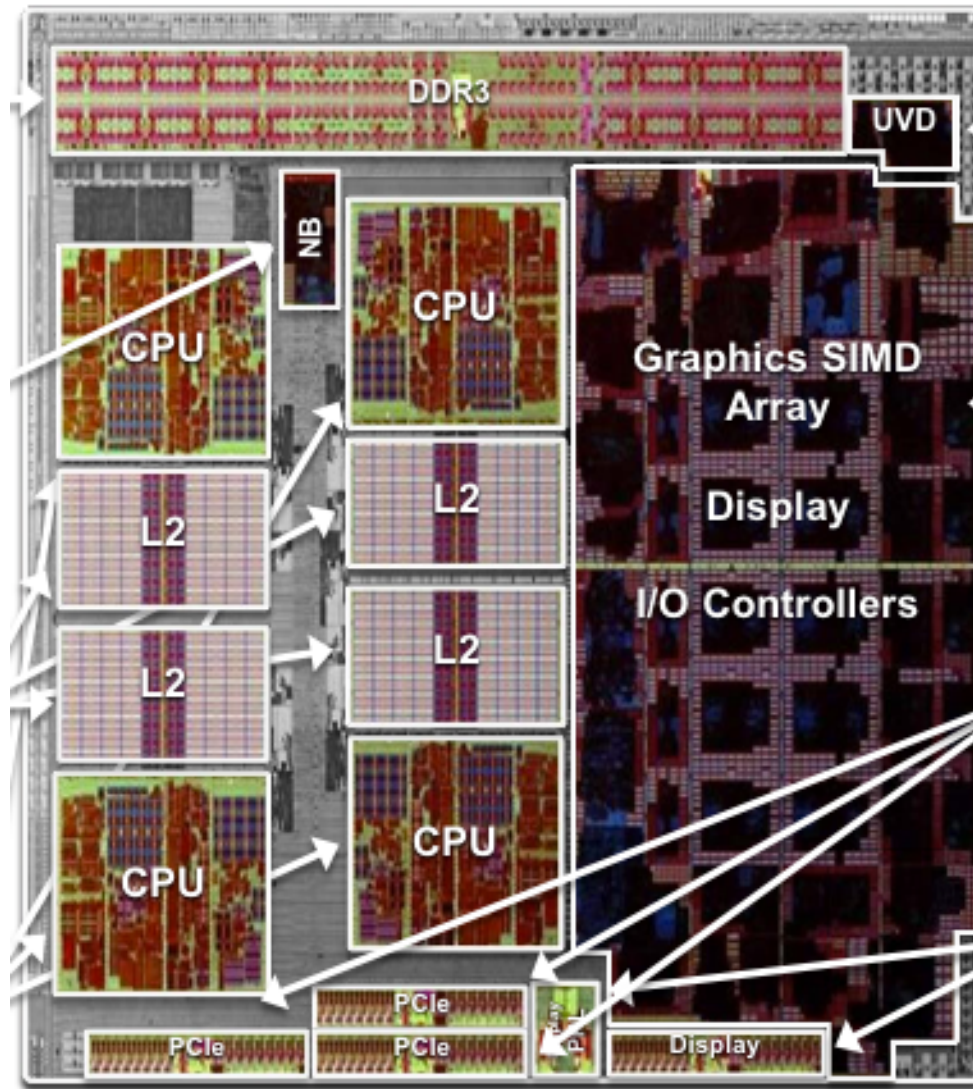 DDR3
UVD
NB
CPU
CPU
Graphics SIMD
Array
L2
L2
Display
I/O Controllers
L2
L2
CPU
CPU
PCIe
PCIe
PCIe
Display